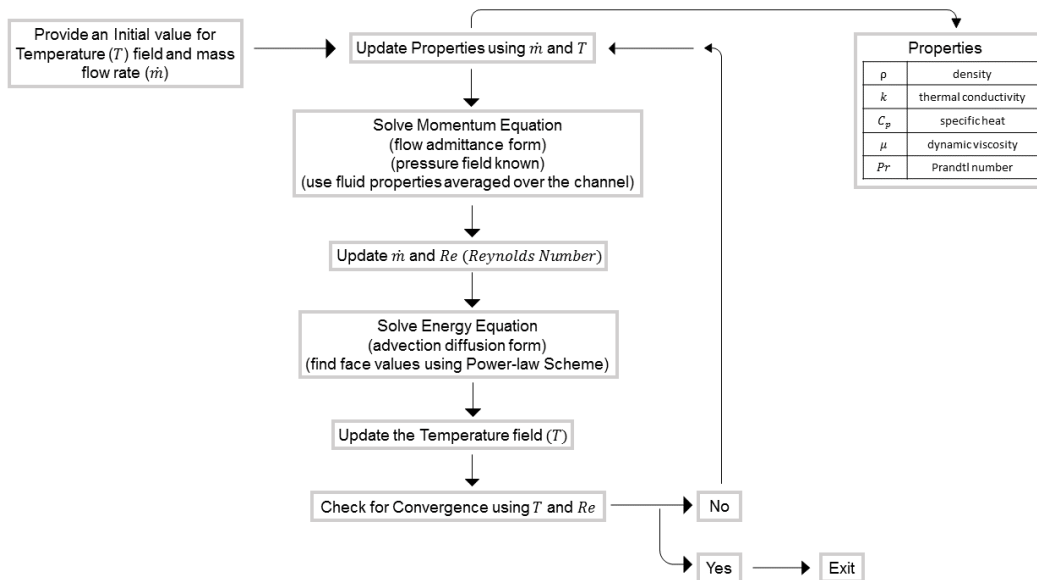 Provide an Initial value for
Temperature (T) field and mass
flow rate (ṁ)
Update Properties using ṁ and T
Properties
ρ density
k thermal conductivity
C_p specific heat
μ dynamic viscosity
Pr Prandtl number
Solve Momentum Equation
(flow admittance form)
(pressure field known)
(use fluid properties averaged over the channel)
Update ṁ and Re (Reynolds Number)
Solve Energy Equation
(advection diffusion form)
(find face values using Power-law Scheme)
Update the Temperature field (T)
Check for Convergence using T and Re
No
Yes
Exit